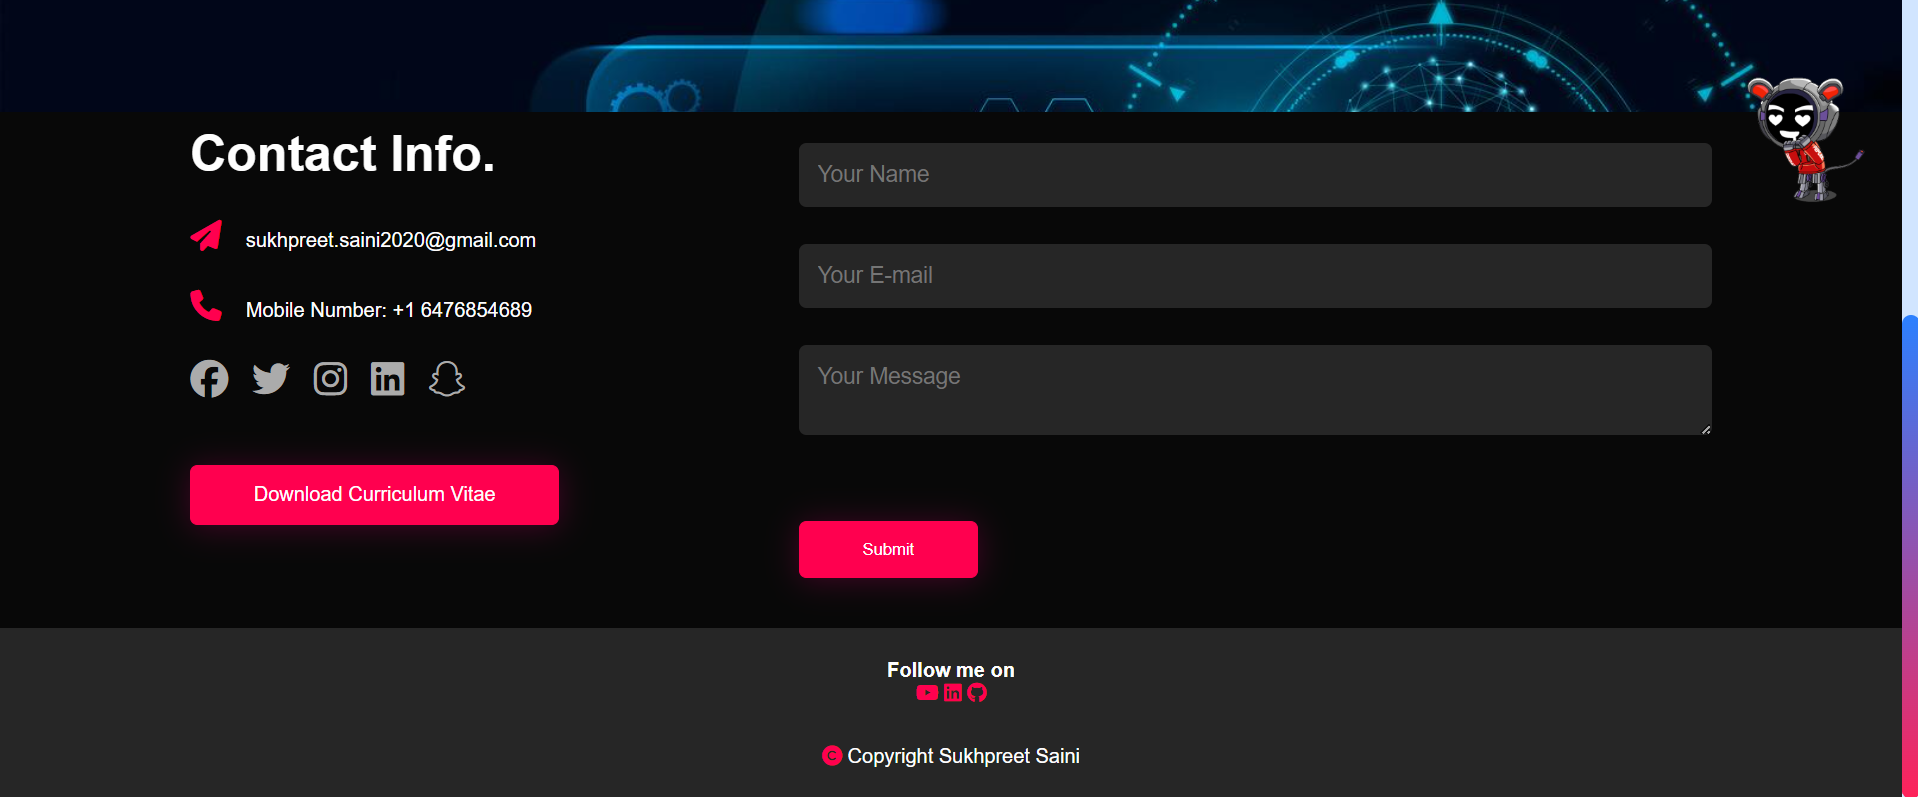 Contact Info.
sukhpreet.saini2020@gmail.com
Mobile Number: +1 6476854689
Download Curriculum Vitae
Your Name
Your E-mail
Your Message
Submit
Follow me on
Copyright Sukhpreet Saini